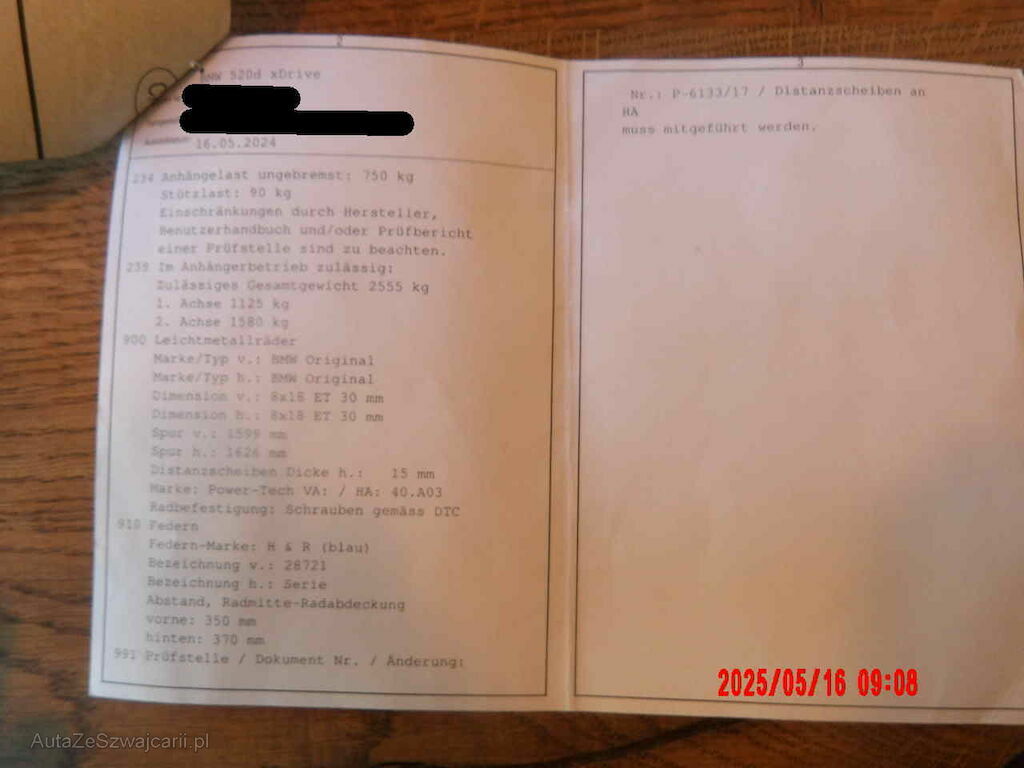 2
BMW 520d xDrive
16.05.2024
234 Anhängelast ungebremst: 750 kg
Stützlast: 90 kg
Einschränkungen durch Hersteller,
Benutzerhandbuch und/oder Prüfbericht
einer Prüfstelle sind zu beachten.
239 Im Anhängerbetrieb zulässig:
Zulässiges Gesamtgewicht 2555 kg
1. Achse 1125 kg
2. Achse 1580 kg
900 Leichtmetallräder
Marke/Typ v.: BMW Original
Marke/Typ h.: BMW Original
Dimension v.: 8x18 ET 30 mm
Dimension h.: 8x18 ET 30 mm
Spur v.: 1599 mm
Spur h.: 1626 mm
Distanzscheiben Dicke h.: 15 mm
Marke: Power-Tech VA: / HA: 40.A03
Radbefestigung: Schrauben gemäss DTC
910 Federn
Federn-Marke: H & R (blau)
Bezeichnung v.: 28721
Bezeichnung h.: Serie
Abstand, Radmitte-Radabdeckung
vorne: 350 mm
hinten: 370 mm
991 Prüfstelle / Dokument Nr. / Änderung:
3
Nr.: P-6133/17 / Distanzscheiben an
HA
muss mitgeführt werden.
2025/05/16 09:08
AutaZeSzwajcarii.pl